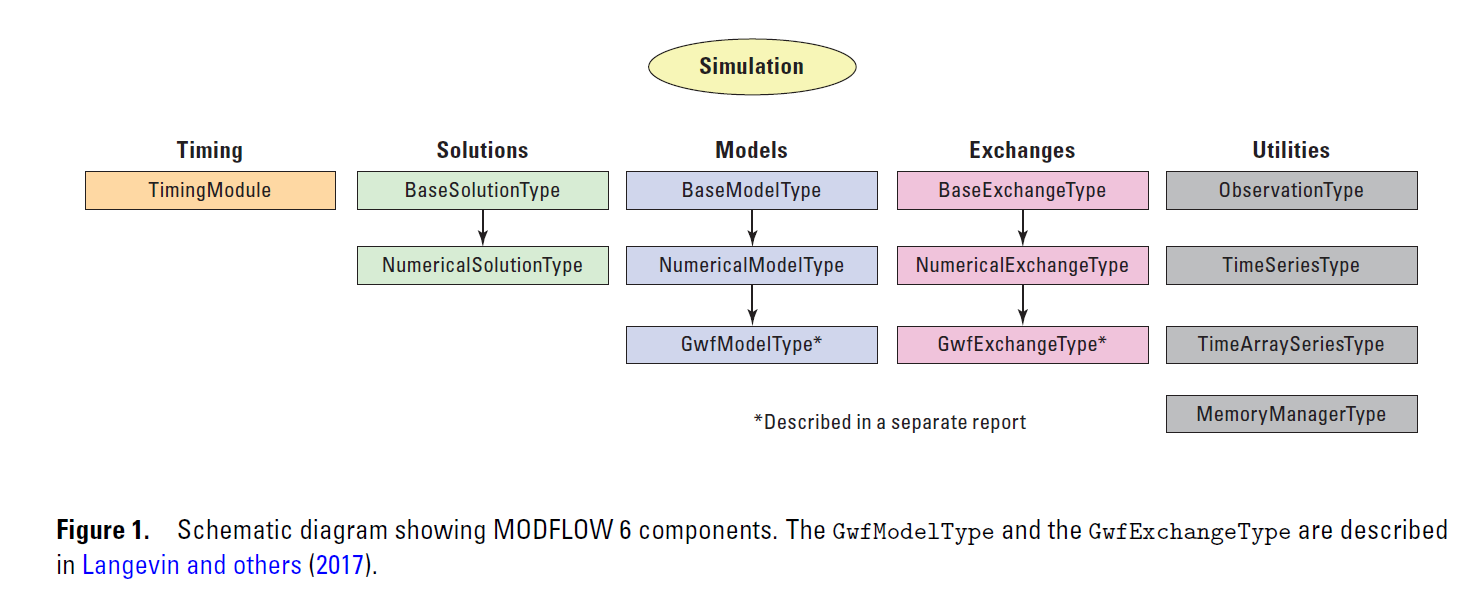 Simulation
Timing Solutions Models Exchanges Utilities
TimingModule BaseSolutionType BaseModelType BaseExchangeType ObservationType
NumericalSolutionType NumericalModelType NumericalExchangeType TimeSeriesType
GwfModelType* GwfExchangeType* TimeArraySeriesType
MemoryManagerType
*Described in a separate report
Figure 1. Schematic diagram showing MODFLOW 6 components. The GwfModelType and the GwfExchangeType are described
in Langevin and others (2017).